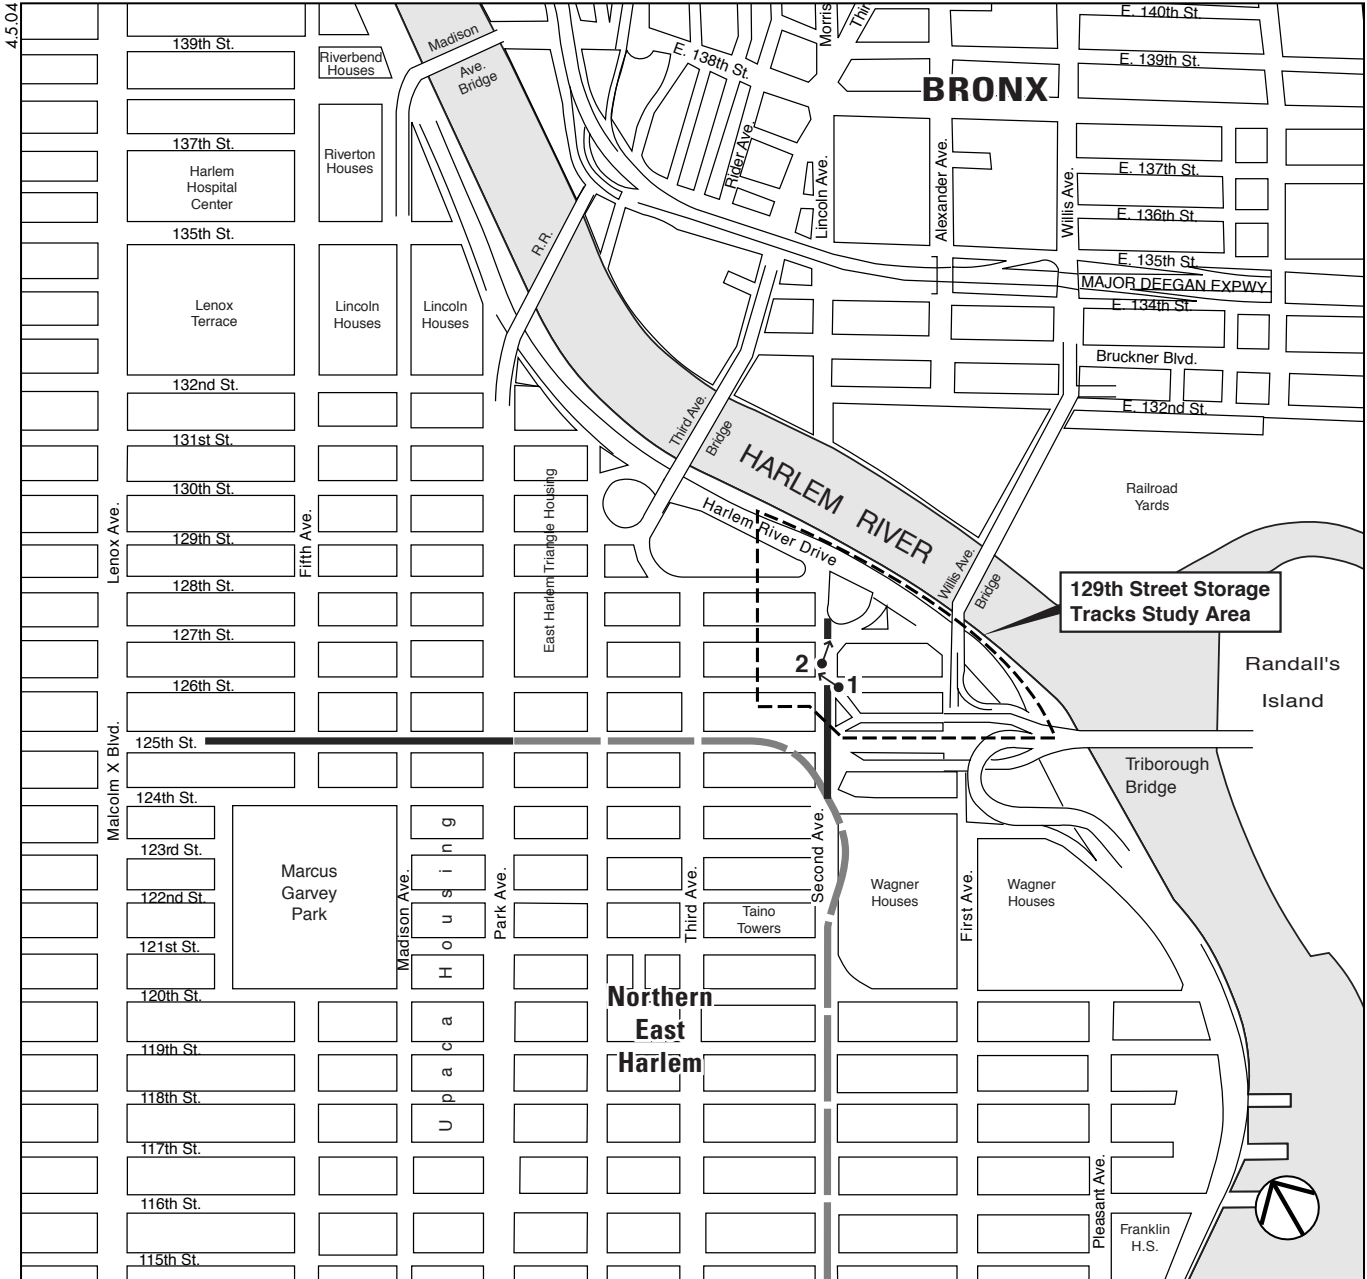 4.5.04
Morris
Thir
E. 140th St.
139th St.
Madison
Ave.
Bridge
Riverbend
Houses
E. 138th St.
E. 139th St.
BRONX
137th St.
Harlem
Hospital
Center
Riverton
Houses
Rider Ave.
Lincoln Ave.
Alexander Ave.
Willis Ave.
E. 137th St.
E. 136th St.
135th St.
R.R.
E. 135th St.
MAJOR DEEGAN EXPWY
E. 134th St.
Lenox
Terrace
Lincoln
Houses
Lincoln
Houses
Bruckner Blvd.
132nd St.
E. 132nd St.
Third Ave.
Bridge
131st St.
HARLEM RIVER
130th St.
Railroad
Yards
Lenox Ave.
Fifth Ave.
East Harlem Triangle Housing
Harlem River Drive
129th St.
Willis Ave.
Bridge
128th St.
129th Street Storage
Tracks Study Area
127th St.
2
Randall's
Island
126th St.
1
125th St.
Malcolm X Blvd.
Triborough
Bridge
124th St.
123rd St.
Marcus
Garvey
Park
Madison Ave.
Upaca Housing
Park Ave.
Third Ave.
Second Ave.
Wagner
Houses
First Ave.
Wagner
Houses
122nd St.
Taino
Towers
121st St.
120th St.
Northern
East
Harlem
119th St.
118th St.
117th St.
Pleasant Ave.
116th St.
Franklin
H.S.
115th St.